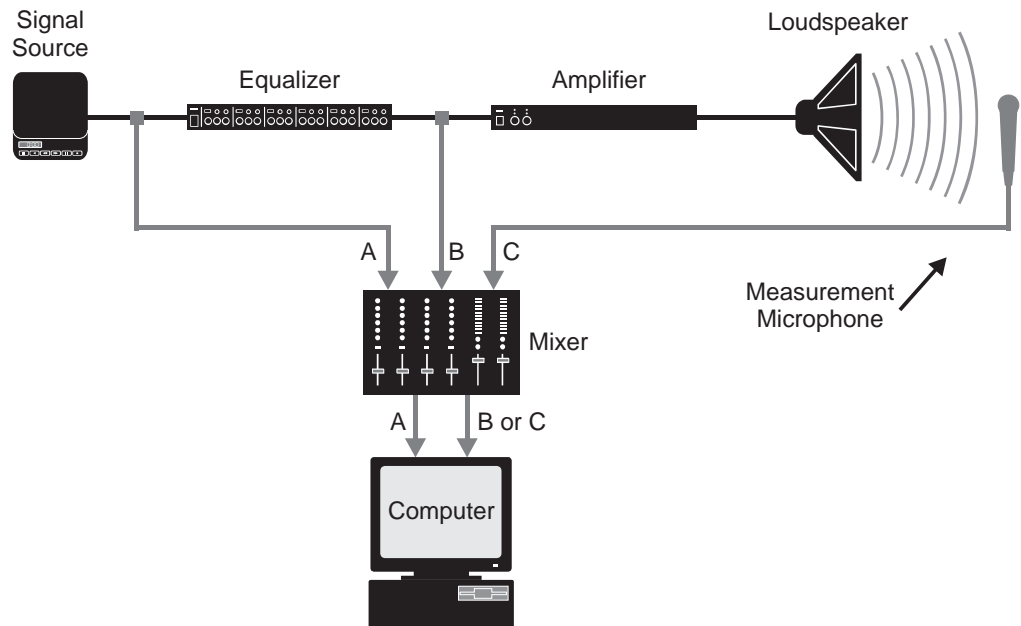 Signal
Source
Equalizer
Amplifier
Loudspeaker
A
B
C
Measurement
Microphone
Mixer
A
B or C
Computer